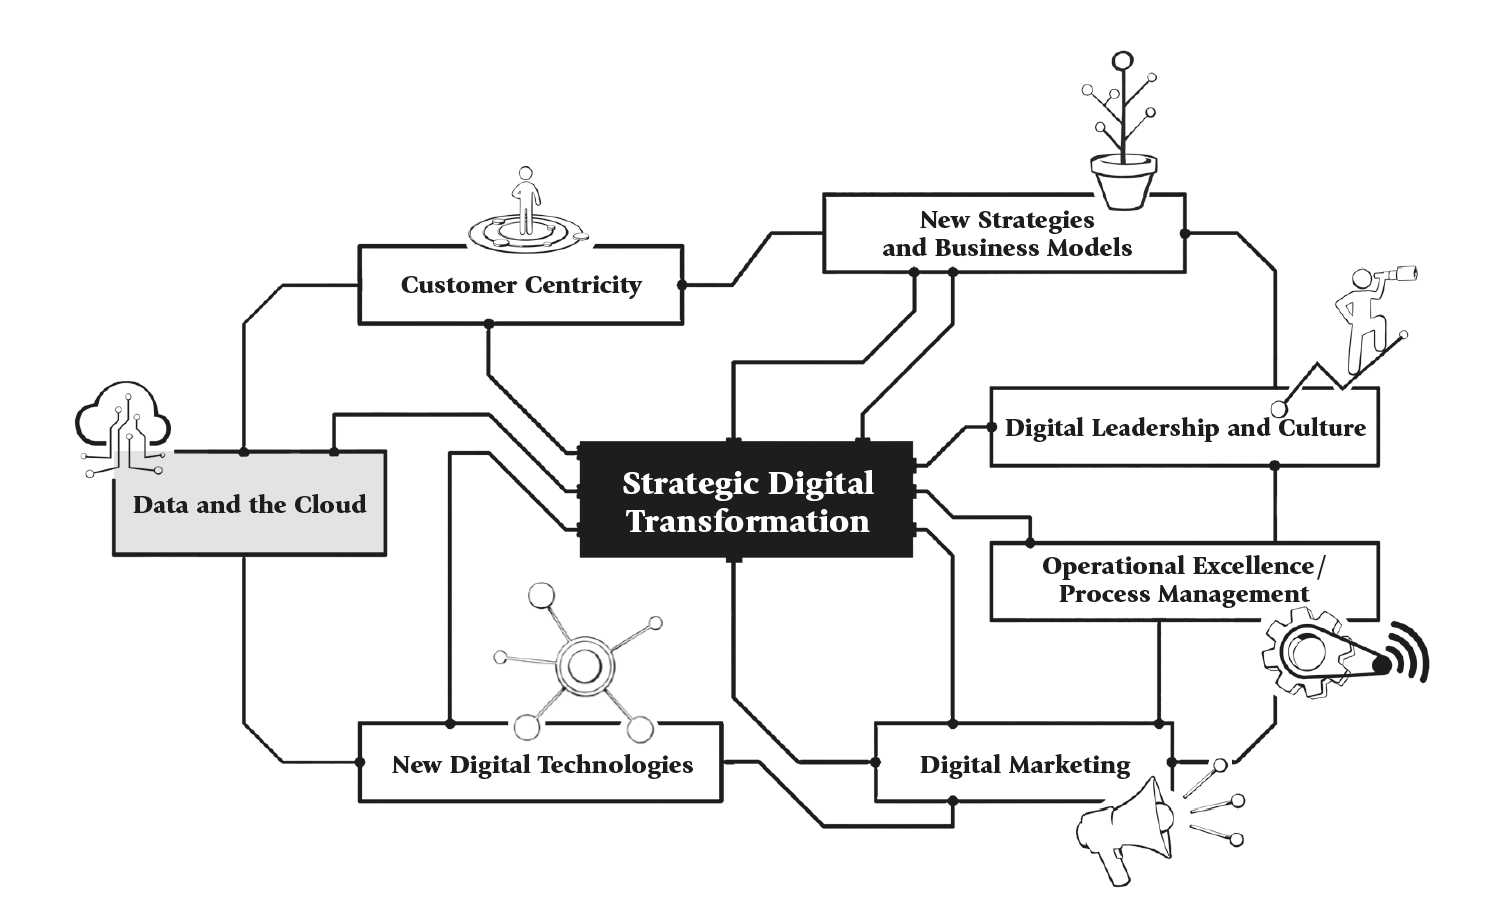 New Strategies
and Business Models
Customer Centricity
Digital Leadership and Culture
Data and the Cloud
Strategic Digital
Transformation
Operational Excellence/
Process Management
New Digital Technologies
Digital Marketing